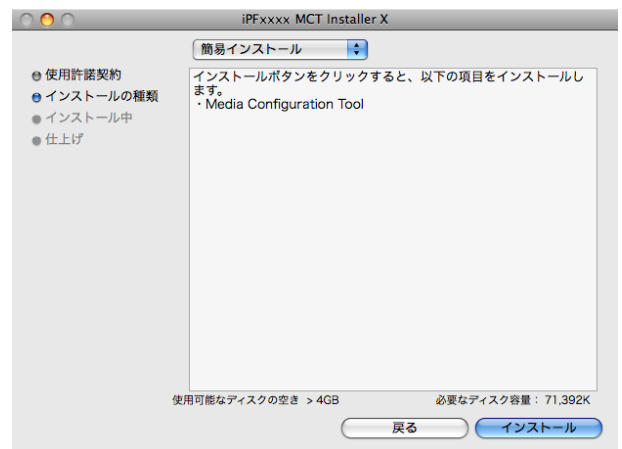 iPFxxxx MCT Installer X
簡易インストール
使用許諾契約
インストールの種類
インストール中
仕上げ
インストールボタンをクリックすると、以下の項目をインストールし
ます。
・Media Configuration Tool
使用可能なディスクの空き > 4GB
必要なディスク容量： 71,392K
戻る
インストール